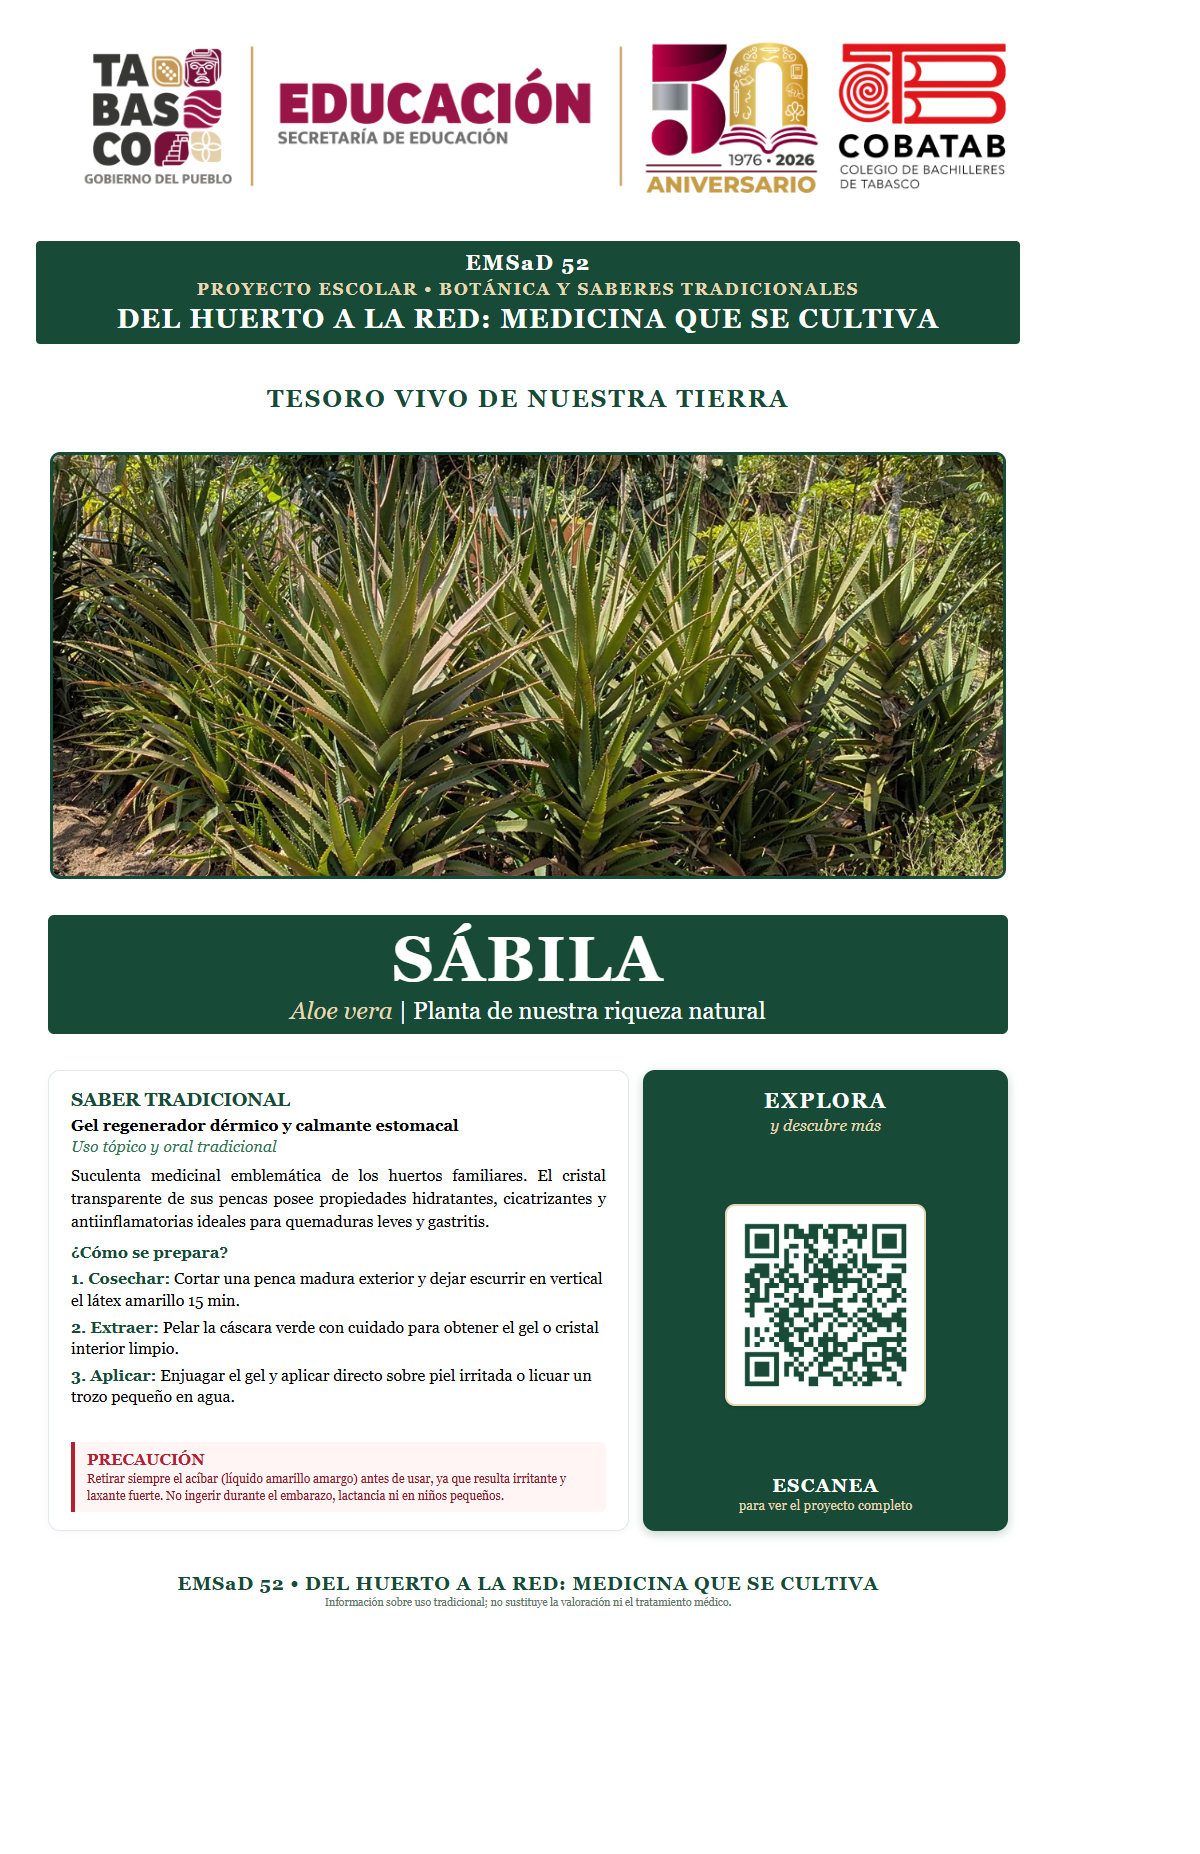 TA
BAS
CO
GOBIERNO DEL PUEBLO
EDUCACIÓN
SECRETARÍA DE EDUCACIÓN
50
1976 • 2026
ANIVERSARIO
COBATAB
COLEGIO DE BACHILLERES
DE TABASCO
EMSaD 52
PROYECTO ESCOLAR • BOTÁNICA Y SABERES TRADICIONALES
DEL HUERTO A LA RED: MEDICINA QUE SE CULTIVA
TESORO VIVO DE NUESTRA TIERRA
SÁBILA
Aloe vera | Planta de nuestra riqueza natural
SABER TRADICIONAL
Gel regenerador dérmico y calmante estomacal
Uso tópico y oral tradicional
Suculenta medicinal emblemática de los huertos familiares. El cristal
transparente de sus pencas posee propiedades hidratantes, cicatrizantes y
antiinflamatorias ideales para quemaduras leves y gastritis.
¿Cómo se prepara?
1. Cosechar: Cortar una penca madura exterior y dejar escurrir en vertical
el látex amarillo 15 min.
2. Extraer: Pelar la cáscara verde con cuidado para obtener el gel o cristal
interior limpio.
3. Aplicar: Enjuagar el gel y aplicar directo sobre piel irritada o licuar un
trozo pequeño en agua.
PRECAUCIÓN
Retirar siempre el acíbar (líquido amarillo amargo) antes de usar, ya que resulta irritante y
laxante fuerte. No ingerir durante el embarazo, lactancia ni en niños pequeños.
EXPLORA
y descubre más
ESCANEA
para ver el proyecto completo
EMSaD 52 • DEL HUERTO A LA RED: MEDICINA QUE SE CULTIVA
Información sobre uso tradicional; no sustituye la valoración ni el tratamiento médico.